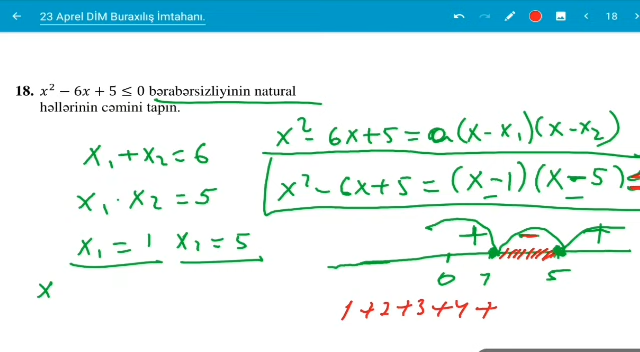 23 Aprel DİM Buraxılış İmtahanı.
18
18. x² − 6x + 5 ≤ 0 bərabərsizliyinin natural
həllərinin cəmini tapın.
x² - 6x + 5 = a(x - x₁)(x - x₂)
x₁ + x₂ = 6
x₁ · x₂ = 5
x² - 6x + 5 = (x - 1)(x - 5)
x₁ = 1 x₂ = 5
+ - +
0 1 5
x
1 + 2 + 3 + 4 +